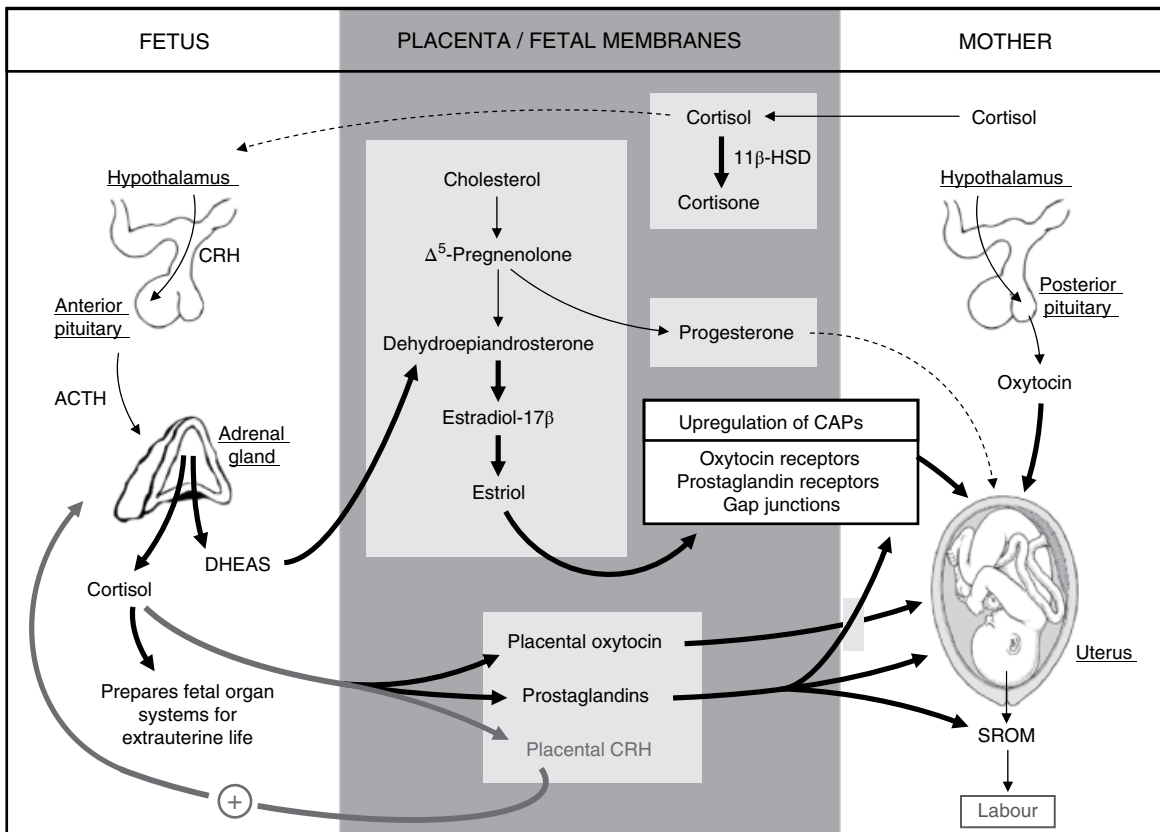 FETUS
PLACENTA / FETAL MEMBRANES
MOTHER
Cortisol
11β-HSD
Cortisone
Cortisol
Hypothalamus
CRH
Anterior
pituitary
ACTH
Adrenal
gland
DHEAS
Cortisol
Prepares fetal organ
systems for
extrauterine life
+
Cholesterol
Δ⁵-Pregnenolone
Dehydroepiandrosterone
Estradiol-17β
Estriol
Progesterone
Upregulation of CAPs
Oxytocin receptors
Prostaglandin receptors
Gap junctions
Placental oxytocin
Prostaglandins
Placental CRH
Hypothalamus
Posterior
pituitary
Oxytocin
Uterus
SROM
Labour